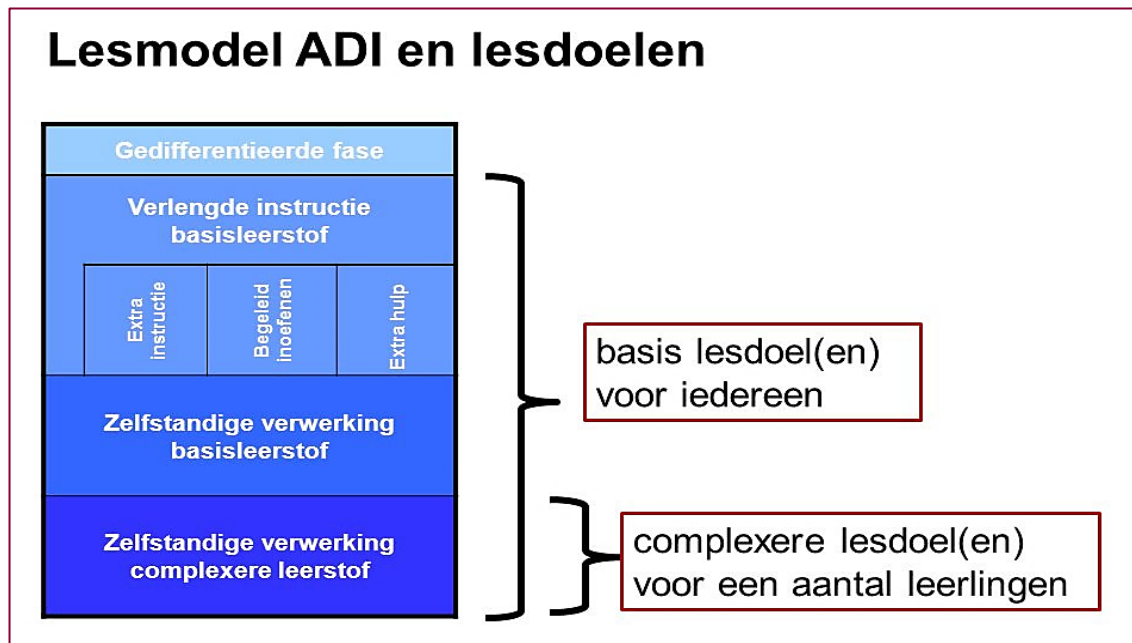 Lesmodel ADI en lesdoelen
Gedifferentieerde fase
Verlengde instructie
basisleerstof
Extra
instructie
Begeleid
inoefenen
Extra hulp
basis lesdoel(en)
voor iedereen
Zelfstandige verwerking
basisleerstof
Zelfstandige verwerking
complexere leerstof
complexere lesdoel(en)
voor een aantal leerlingen